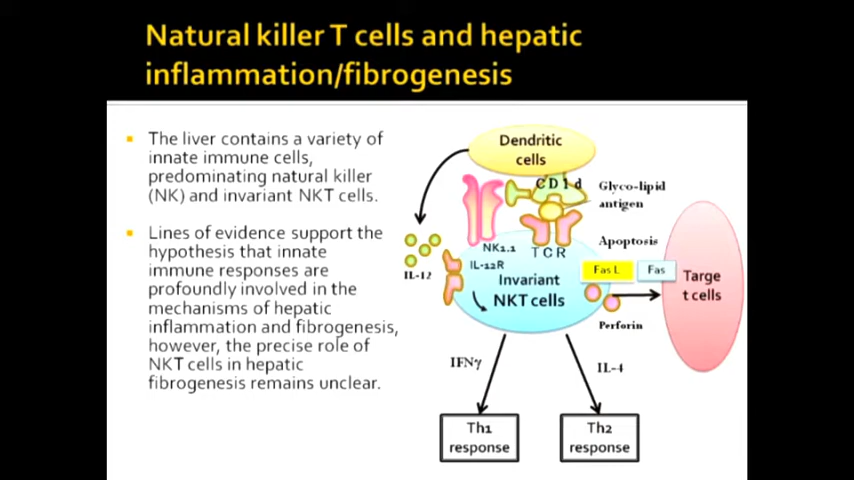 Natural killer T cells and hepatic
inflammation/fibrogenesis
The liver contains a variety of
innate immune cells,
predominating natural killer
(NK) and invariant NKT cells.
Lines of evidence support the
hypothesis that innate
immune responses are
profoundly involved in the
mechanisms of hepatic
inflammation and fibrogenesis,
however, the precise role of
NKT cells in hepatic
fibrogenesis remains unclear.
Dendritic
cells
CD1d
Glyco-lipid
antigen
NK1.1
TCR
Apoptosis
IL-12
IL-12R
Invariant
NKT cells
Fas L
Fas
Targe
t cells
Perforin
IFNγ
IL-4
Th1
response
Th2
response